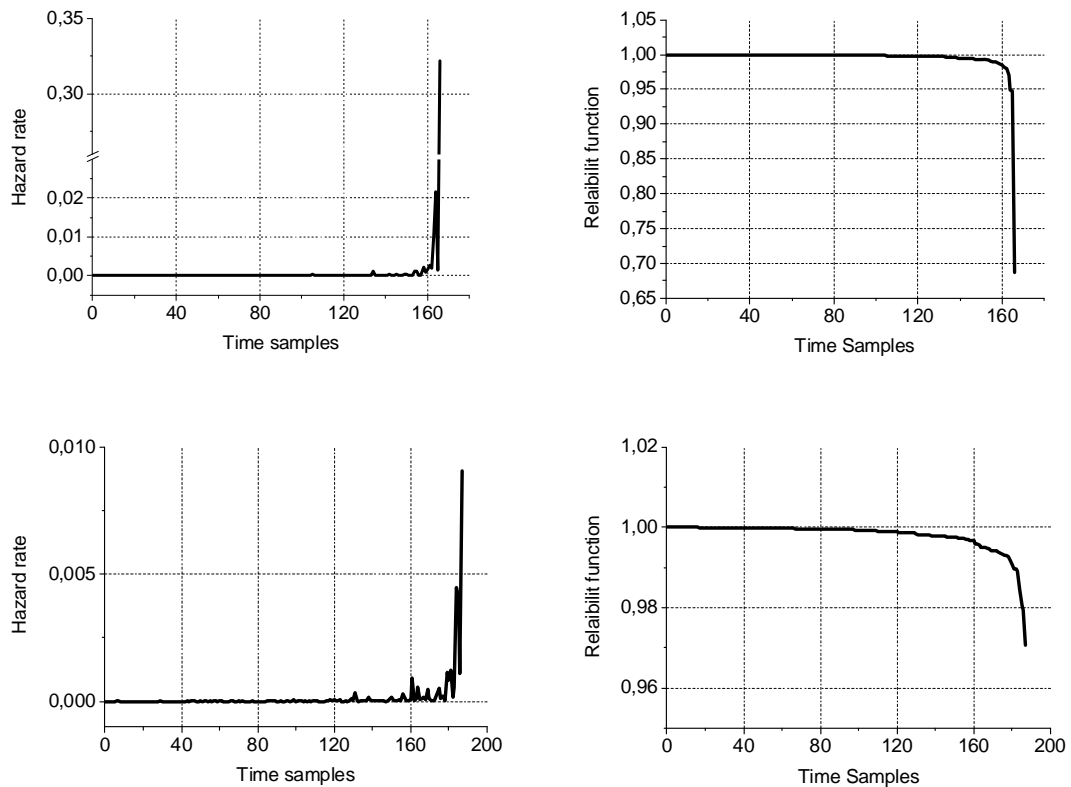 0,35
0,30
0,02
0,01
0,00
0 40 80 120 160
Hazard rate
Time samples
1,05
1,00
0,95
0,90
0,85
0,80
0,75
0,70
0,65
0 40 80 120 160
Relaibilit function
Time Samples
0,010
0,005
0,000
0 40 80 120 160 200
Hazard rate
Time samples
1,02
1,00
0,98
0,96
0 40 80 120 160 200
Relaibilit function
Time Samples